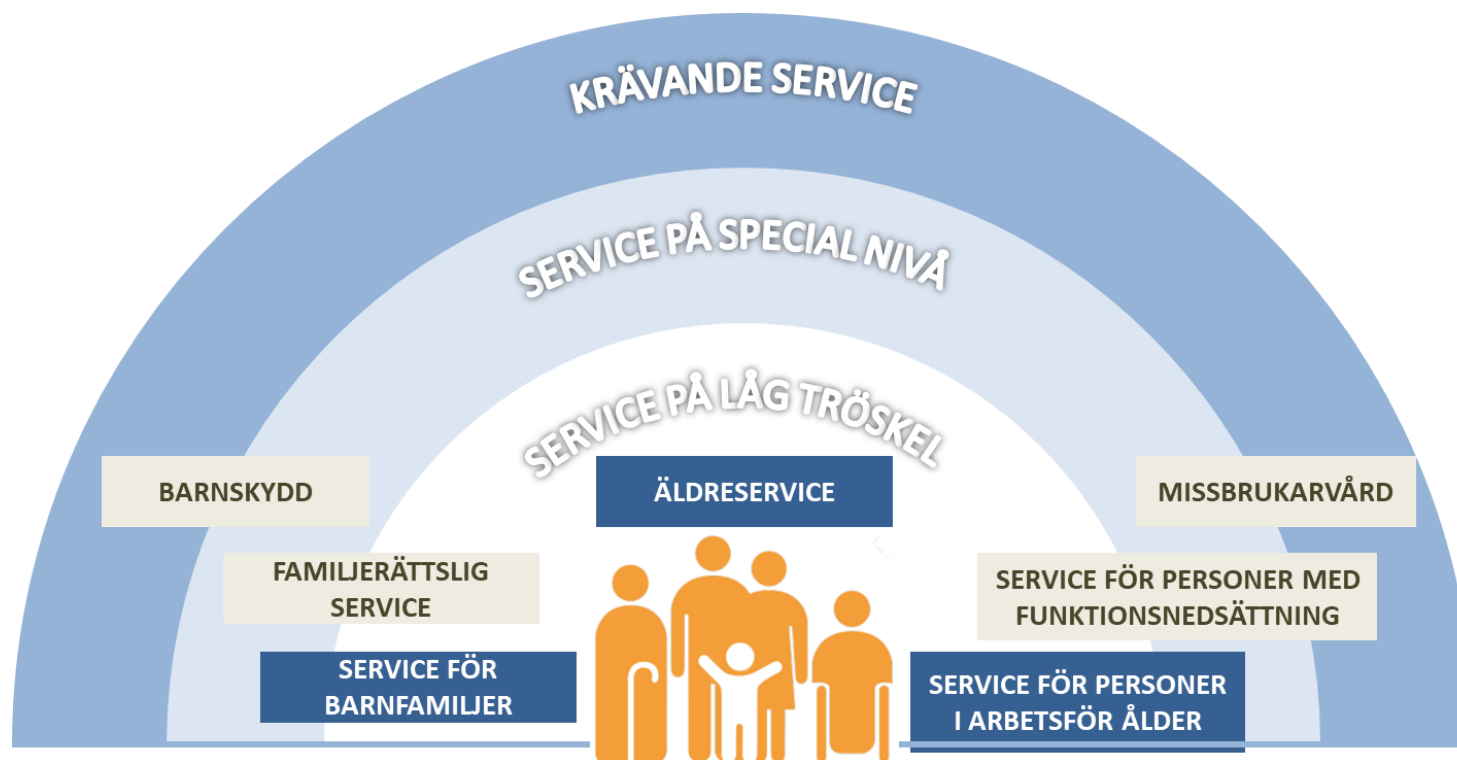 KRÄVANDE SERVICE
SERVICE PÅ SPECIAL NIVÅ
SERVICE PÅ LÅG TRÖSKEL
BARNSKYDD
ÄLDRESERVICE
MISSBRUKARVÅRD
FAMILJERÄTTSLIG
SERVICE
SERVICE FÖR PERSONER MED
FUNKTIONSNEDSÄTTNING
SERVICE FÖR
BARNFAMILJER
SERVICE FÖR PERSONER
I ARBETSFÖR ÅLDER